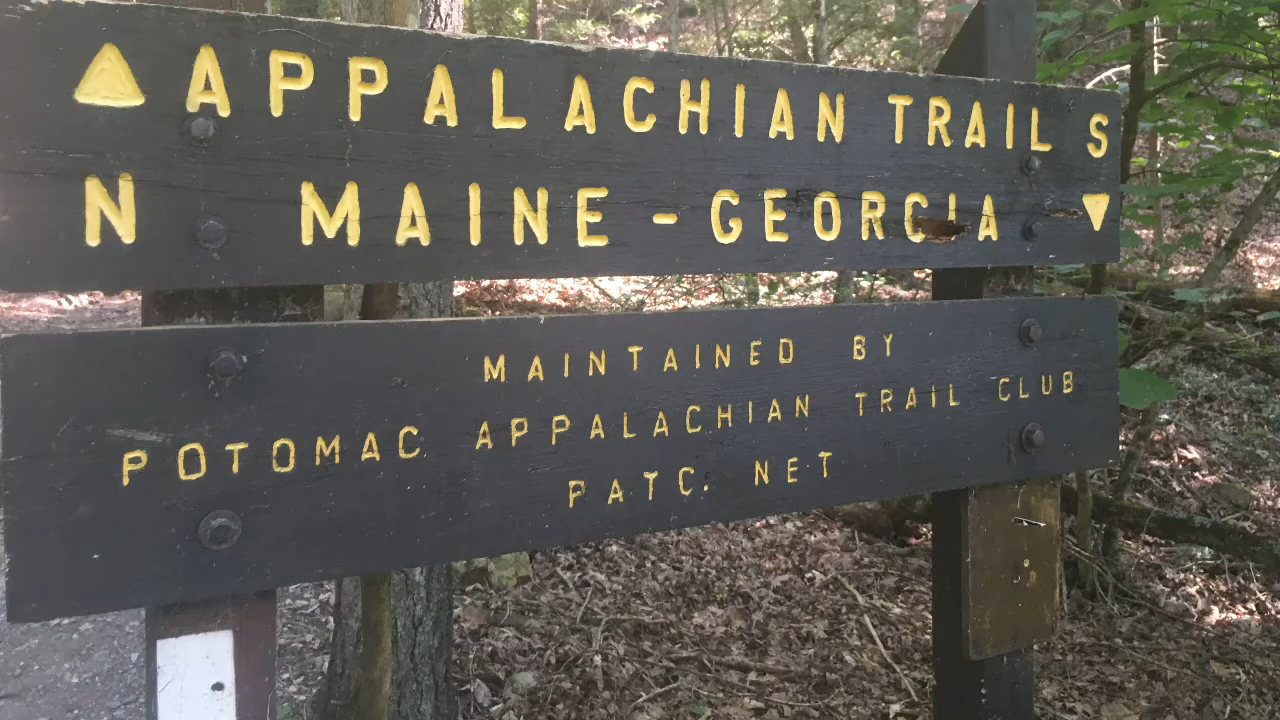 APPALACHIAN TRAIL S
N MAINE - GEORGIA
MAINTAINED BY
POTOMAC APPALACHIAN TRAIL CLUB
PATC. NET